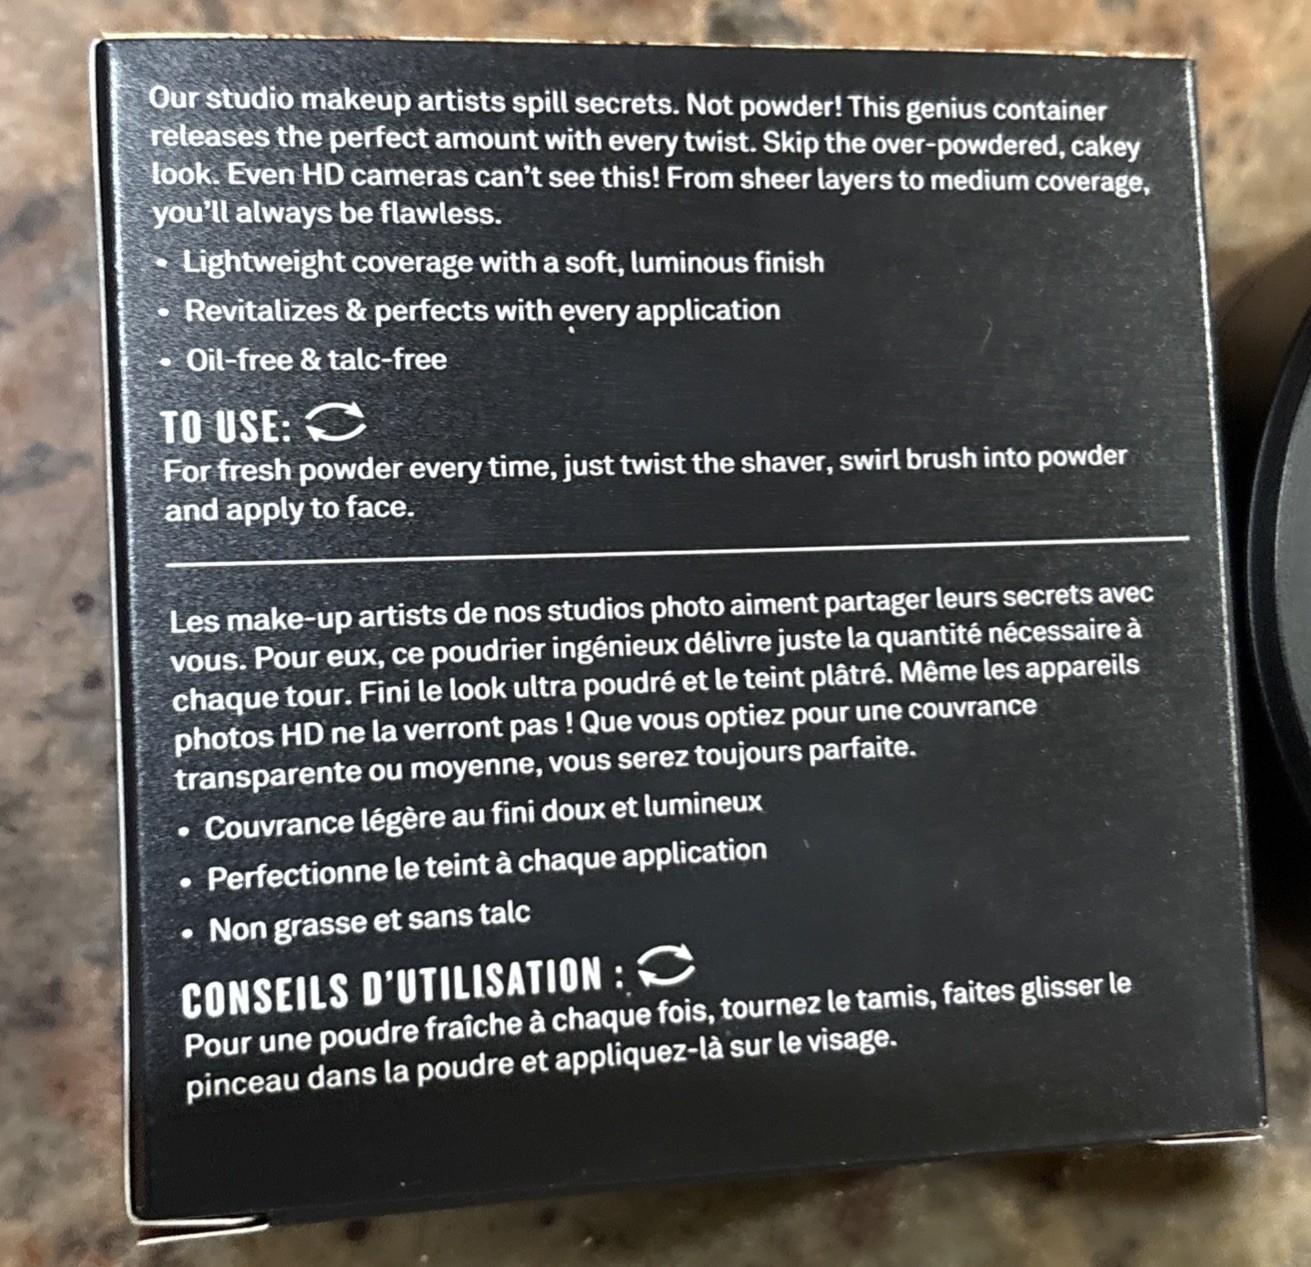 Our studio makeup artists spill secrets. Not powder! This genius container
releases the perfect amount with every twist. Skip the over-powdered, cakey
look. Even HD cameras can't see this! From sheer layers to medium coverage,
you'll always be flawless.
• Lightweight coverage with a soft, luminous finish
• Revitalizes & perfects with every application
• Oil-free & talc-free
TO USE:
For fresh powder every time, just twist the shaver, swirl brush into powder
and apply to face.
Les make-up artists de nos studios photo aiment partager leurs secrets avec
vous. Pour eux, ce poudrier ingénieux délivre juste la quantité nécessaire à
chaque tour. Fini le look ultra poudré et le teint plâtré. Même les appareils
photos HD ne la verront pas ! Que vous optiez pour une couvrance
transparente ou moyenne, vous serez toujours parfaite.
• Couvrance légère au fini doux et lumineux
• Perfectionne le teint à chaque application
• Non grasse et sans talc
CONSEILS D'UTILISATION :
Pour une poudre fraîche à chaque fois, tournez le tamis, faites glisser le
pinceau dans la poudre et appliquez-là sur le visage.